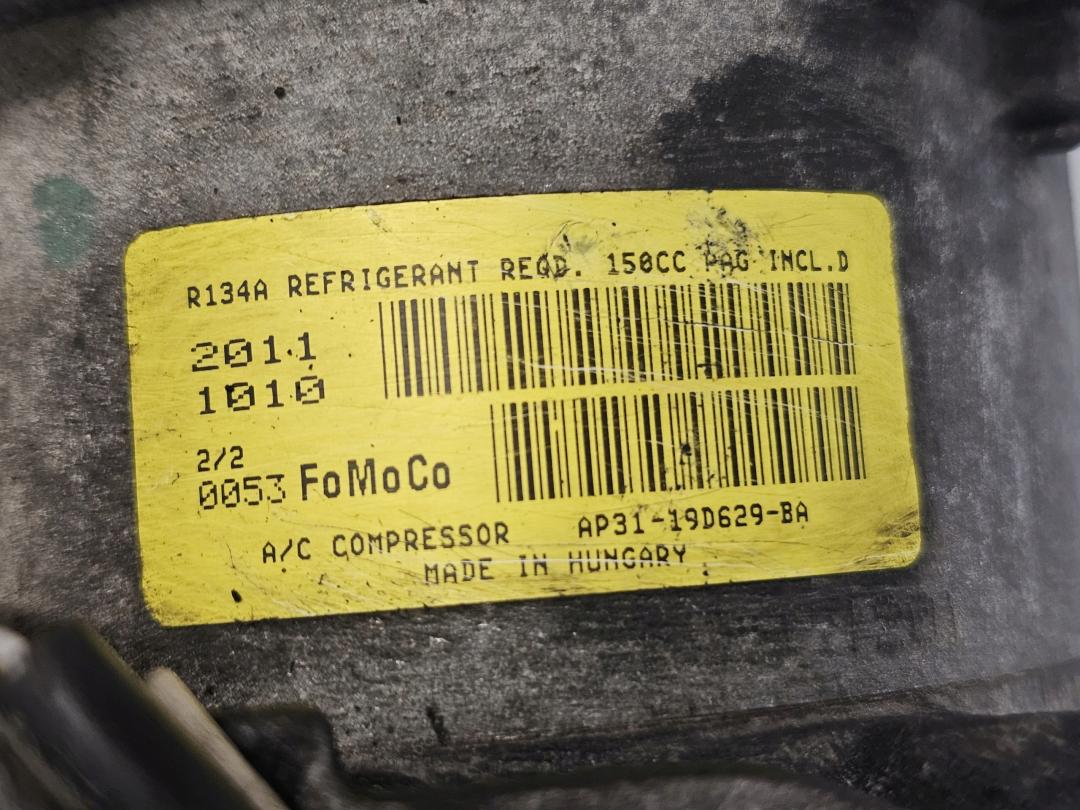 R134A REFRIGERANT REQD. 150CC PAG INCL.D
2011
1010
2/2
0053 FoMoCo
A/C COMPRESSOR AP31-19D629-BA
MADE IN HUNGARY